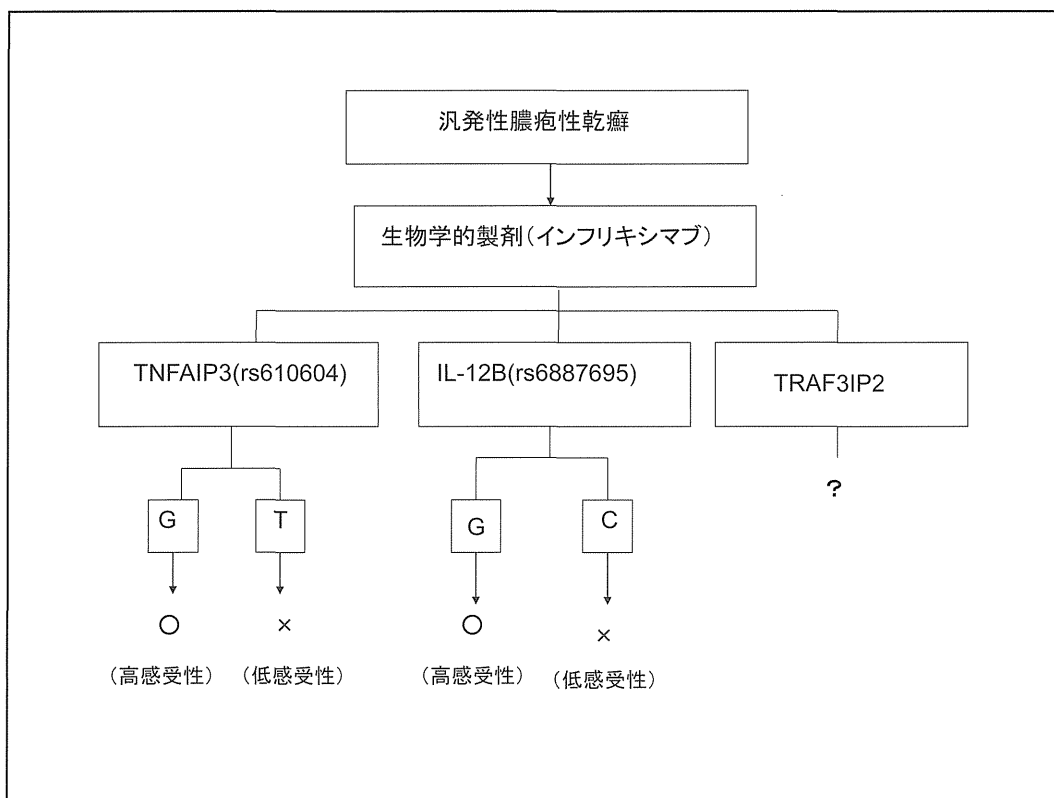 汎発性膿疱性乾癬
生物学的製剤(インフリキシマブ)
TNFAIP3(rs610604)
IL-12B(rs6887695)
TRAF3IP2
?
G
T
G
C
○
×
○
×
(高感受性)
(低感受性)
(高感受性)
(低感受性)